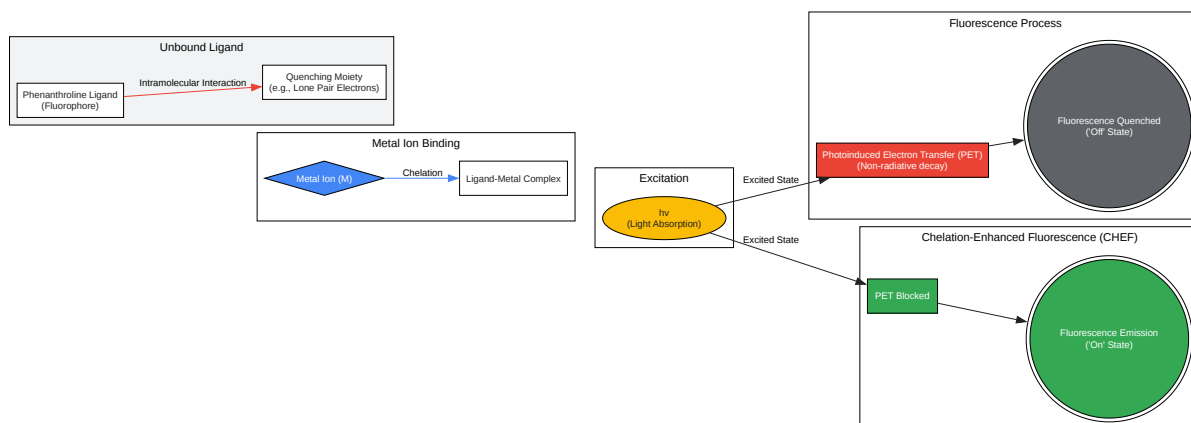 Unbound Ligand
Phenanthroline Ligand
(Fluorophore)
Intramolecular Interaction
Quenching Moiety
(e.g., Lone Pair Electrons)
Metal Ion Binding
Metal Ion (M)
Chelation
Ligand-Metal Complex
Excitation
hν
(Light Absorption)
Excited State
Excited State
Fluorescence Process
Photoinduced Electron Transfer (PET)
(Non-radiative decay)
Fluorescence Quenched
('Off' State)
Chelation-Enhanced Fluorescence (CHEF)
PET Blocked
Fluorescence Emission
('On' State)